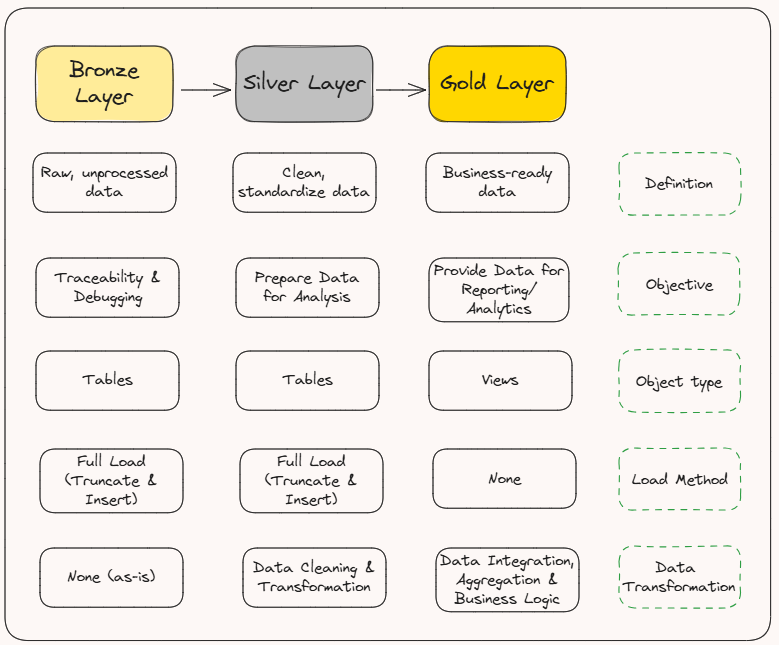 Bronze
Layer
Silver Layer
Gold Layer
Raw, unprocessed
data
Clean,
standardize data
Business-ready
data
Definition
Traceability &
Debugging
Prepare Data
for Analysis
Provide Data for
Reporting/
Analytics
Objective
Tables
Tables
Views
Object type
Full Load
(Truncate &
Insert)
Full Load
(Truncate &
Insert)
None
Load Method
None (as-is)
Data Cleaning &
Transformation
Data Integration,
Aggregation &
Business Logic
Data
Transformation